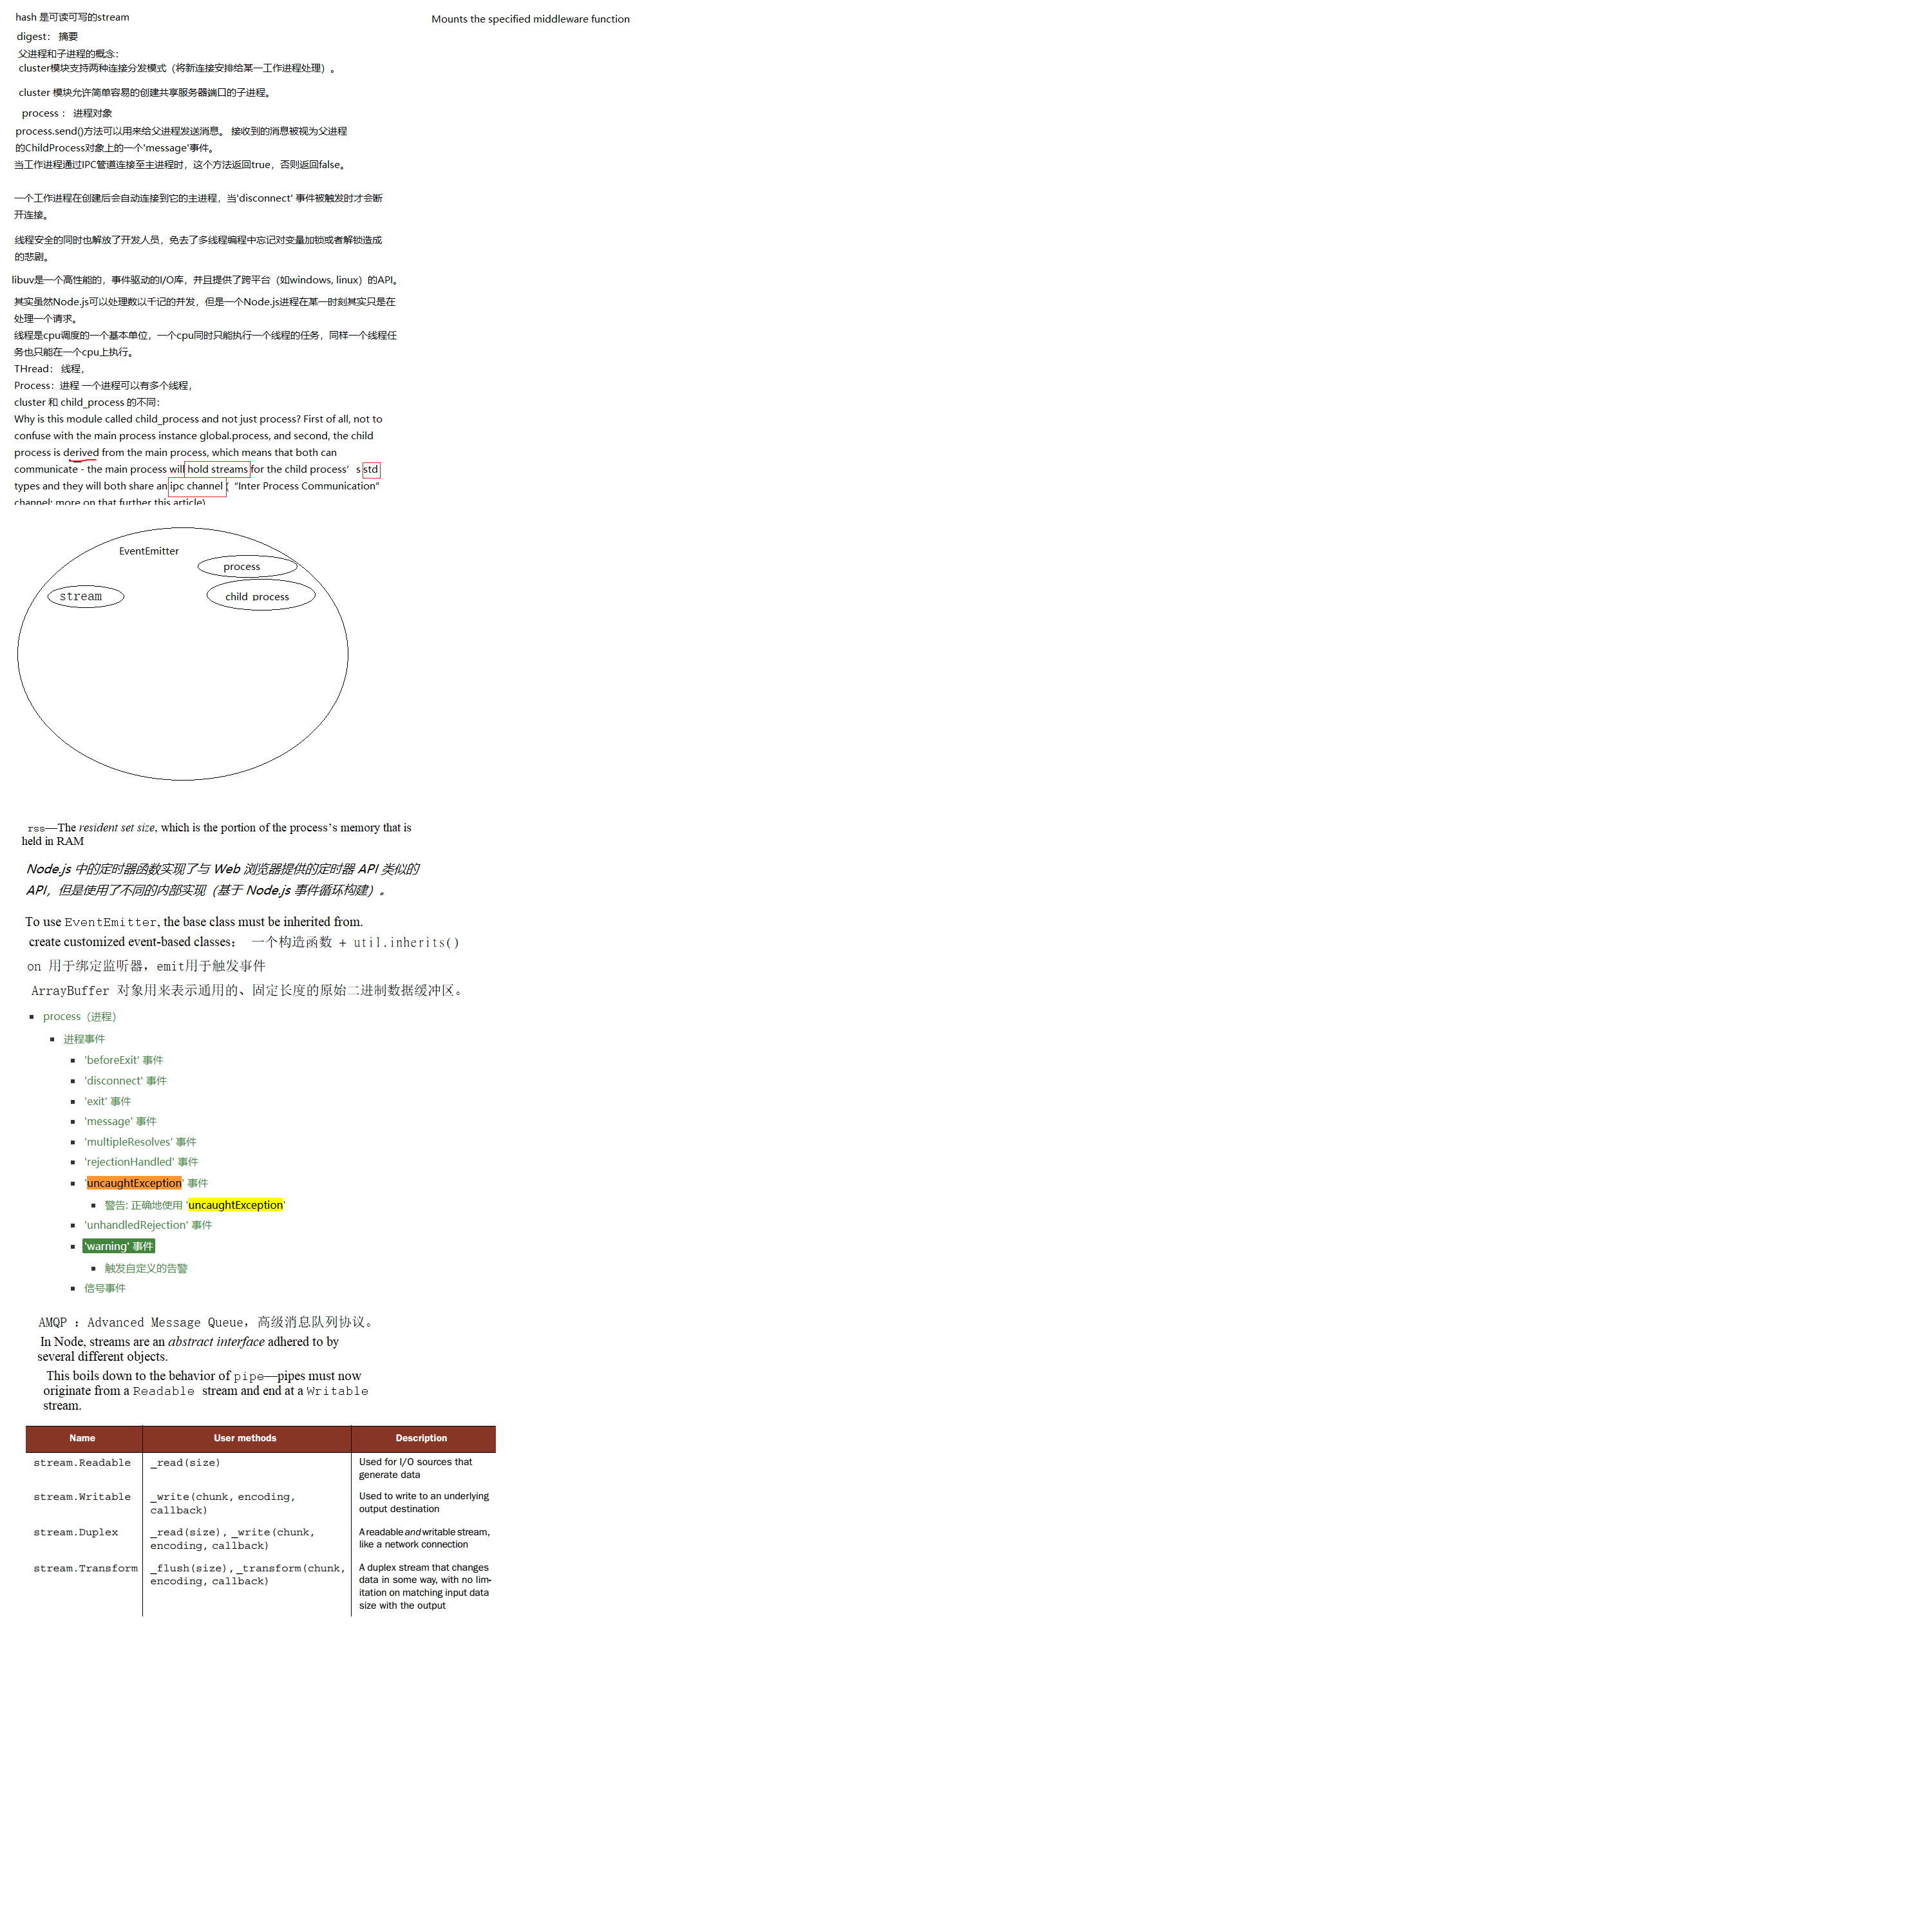 hash 是可读可写的stream
Mounts the specified middleware function
digest： 摘要
父进程和子进程的概念：
cluster模块支持两种连接分发模式（将新连接安排给某一工作进程处理）。
cluster 模块允许简单容易的创建共享服务器端口的子进程。
process ： 进程对象
process.send()方法可以用来给父进程发送消息。 接收到的消息被视为父进程
的ChildProcess对象上的一个'message'事件。
当工作进程通过IPC管道连接至主进程时，这个方法返回true，否则返回false。
一个工作进程在创建后会自动连接到它的主进程，当'disconnect' 事件被触发时才会断
开连接。
线程安全的同时也解放了开发人员，免去了多线程编程中忘记对变量加锁或者解锁造成
的悲剧。
libuv是一个高性能的，事件驱动的I/O库，并且提供了跨平台（如windows, linux）的API。
其实虽然Node.js可以处理数以千记的并发，但是一个Node.js进程在某一时刻其实只是在
处理一个请求。
线程是cpu调度的一个基本单位，一个cpu同时只能执行一个线程的任务，同样一个线程任
务也只能在一个cpu上执行。
THread： 线程，
Process：进程 一个进程可以有多个线程，
cluster 和 child_process 的不同：
Why is this module called child_process and not just process? First of all, not to
confuse with the main process instance global.process, and second, the child
process is derived from the main process, which means that both can
communicate - the main process will hold streams for the child process’s std
types and they will both share an ipc channel (“Inter Process Communication”
channel; more on that further this article)
EventEmitter
process
stream
child_process
rss—The resident set size, which is the portion of the process's memory that is
held in RAM
Node.js 中的定时器函数实现了与 Web 浏览器提供的定时器 API 类似的
API，但是使用了不同的内部实现（基于 Node.js 事件循环构建）。
To use EventEmitter, the base class must be inherited from.
create customized event-based classes： 一个构造函数 + util.inherits()
on 用于绑定监听器，emit用于触发事件
ArrayBuffer 对象用来表示通用的、固定长度的原始二进制数据缓冲区。
▪ process（进程）
▪ 进程事件
▪ 'beforeExit' 事件
▪ 'disconnect' 事件
▪ 'exit' 事件
▪ 'message' 事件
▪ 'multipleResolves' 事件
▪ 'rejectionHandled' 事件
▪ 'uncaughtException' 事件
▪ 警告: 正确地使用 'uncaughtException'
▪ 'unhandledRejection' 事件
▪ 'warning' 事件
▪ 触发自定义的告警
▪ 信号事件
AMQP ：Advanced Message Queue，高级消息队列协议。
In Node, streams are an abstract interface adhered to by
several different objects.
This boils down to the behavior of pipe—pipes must now
originate from a Readable stream and end at a Writable
stream.
Name User methods Description
stream.Readable _read(size) Used for I/O sources that
generate data
stream.Writable _write(chunk, encoding, Used to write to an underlying
callback) output destination
stream.Duplex _read(size), _write(chunk, A readable and writable stream,
encoding, callback) like a network connection
stream.Transform _flush(size), _transform(chunk, A duplex stream that changes
encoding, callback) data in some way, with no lim-
itation on matching input data
size with the output